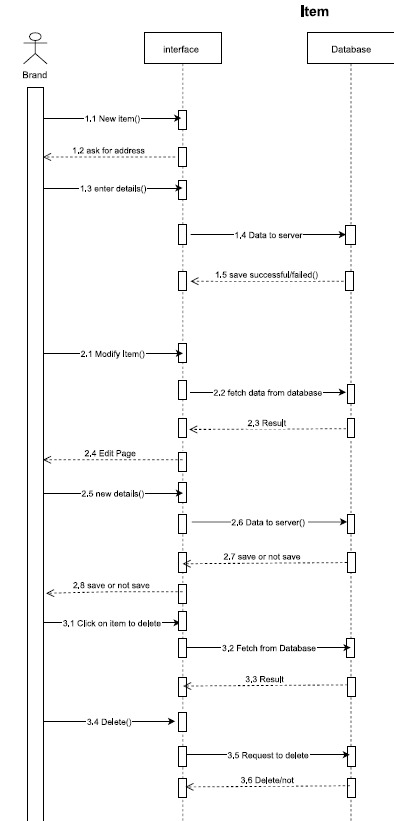 Item
interface
Database
Brand
1.1 New item()
1.2 ask for address
1.3 enter details()
1.4 Data to server
1.5 save successful/failed()
2.1 Modify Item()
2.2 fetch data from database
2.3 Result
2.4 Edit Page
2.5 new details()
2.6 Data to server()
2.7 save or not save
2.8 save or not save
3.1 Click on item to delete
3.2 Fetch from Database
3.3 Result
3.4 Delete()
3.5 Request to delete
3.6 Delete/not